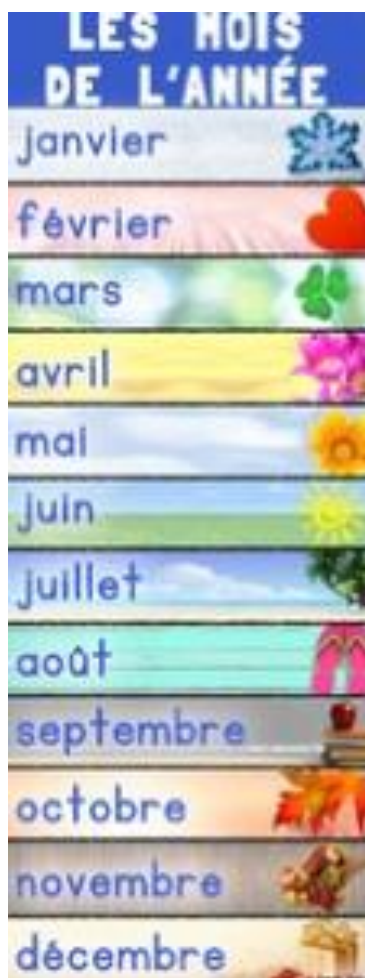 LES MOIS
DE L'ANNÉE
janvier
février
mars
avril
mai
juin
juillet
août
septembre
octobre
novembre
décembre